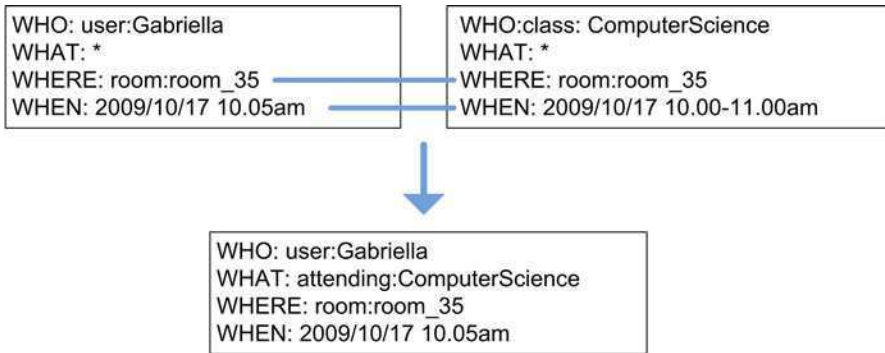 WHO: user:Gabriella
WHAT: *
WHERE: room:room_35
WHEN: 2009/10/17 10.05am
WHO:class: ComputerScience
WHAT: *
WHERE: room:room_35
WHEN: 2009/10/17 10.00-11.00am
WHO: user:Gabriella
WHAT: attending:ComputerScience
WHERE: room:room_35
WHEN: 2009/10/17 10.05am